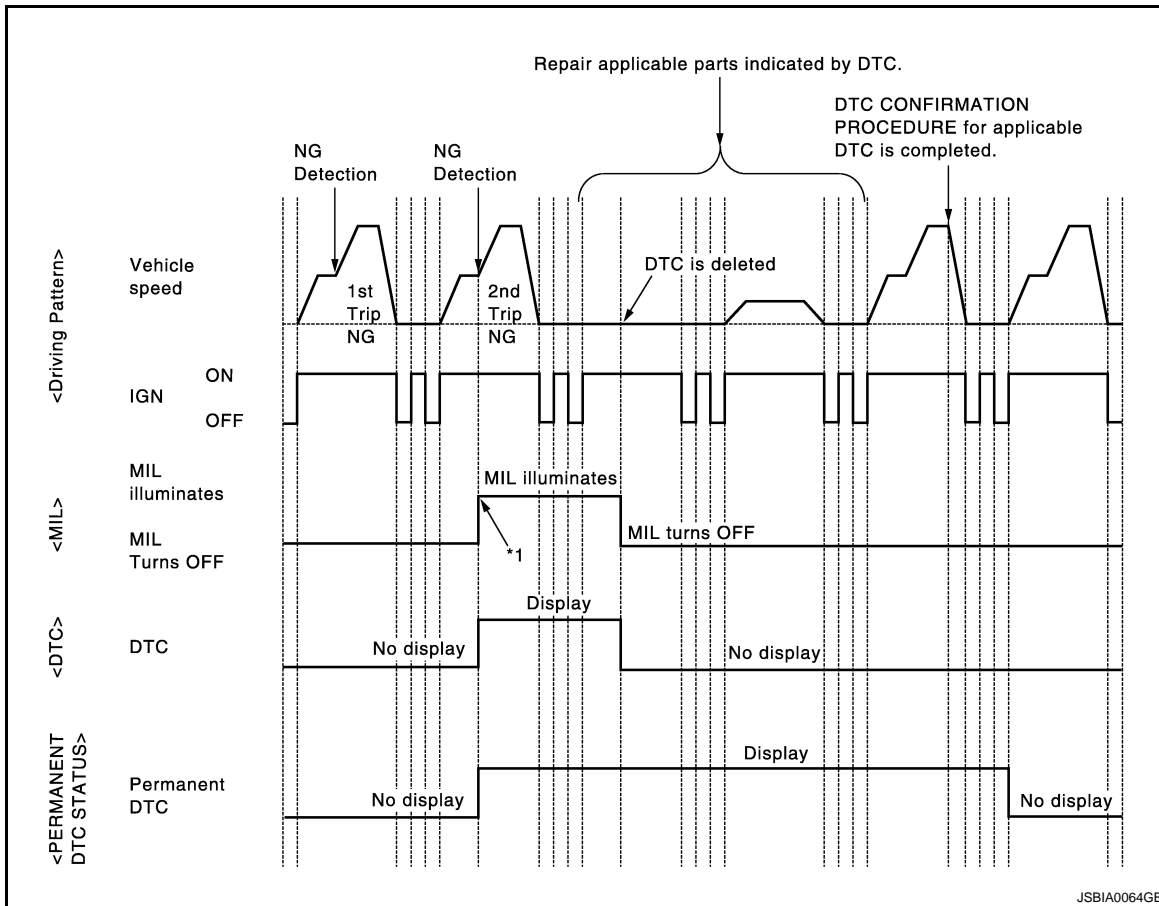 Repair applicable parts indicated by DTC.
DTC CONFIRMATION
PROCEDURE for applicable
DTC is completed.
NG
Detection
NG
Detection
<Driving Pattern>
Vehicle
speed
1st
Trip
NG
2nd
Trip
NG
DTC is deleted
IGN
ON
OFF
<MIL>
MIL
illuminates
MIL
Turns OFF
MIL illuminates
*1
MIL turns OFF
<DTC>
DTC
No display
Display
No display
<PERMANENT
DTC STATUS>
Permanent
DTC
No display
Display
No display
JSBIA0064GB